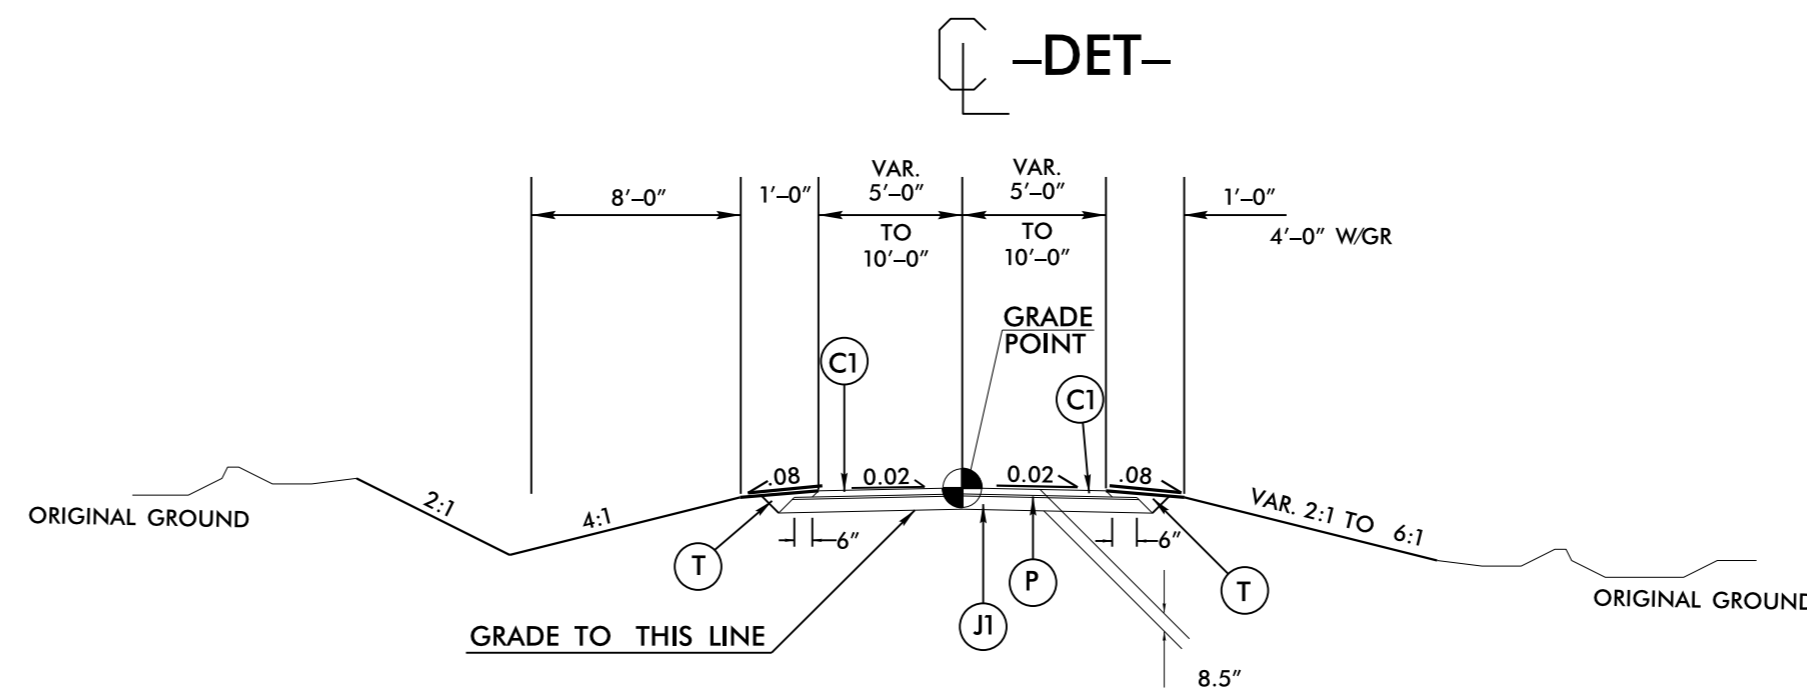 ℄ –DET–
8'–0"
1'–0"
VAR.
5'–0"
TO
10'–0"
VAR.
5'–0"
TO
10'–0"
1'–0"
4'–0" W/GR
GRADE
POINT
C1
C1
.08
0.02
0.02
.08
ORIGINAL GROUND
2:1
4:1
VAR. 2:1 TO 6:1
6"
6"
T
P
T
ORIGINAL GROUND
GRADE TO THIS LINE
J1
8.5"